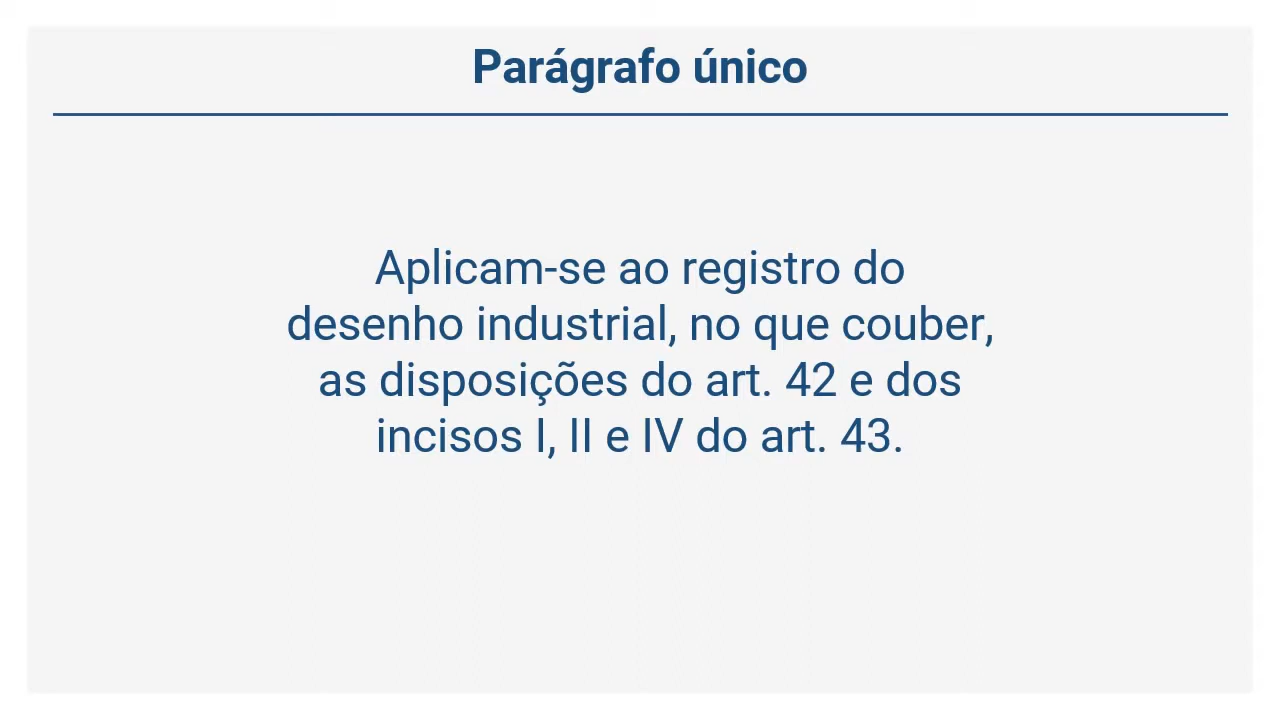 Parágrafo único
Aplicam-se ao registro do
desenho industrial, no que couber,
as disposições do art. 42 e dos
incisos I, II e IV do art. 43.